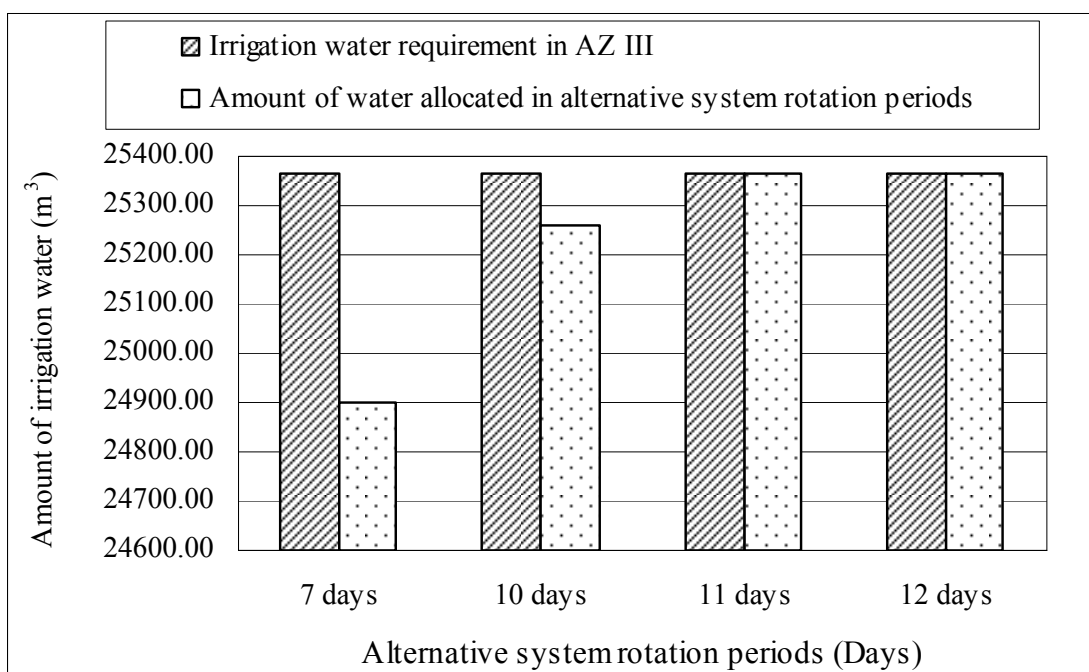 Irrigation water requirement in AZ III
Amount of water allocated in alternative system rotation periods
Amount of irrigation water (m³)
25400.00
25300.00
25200.00
25100.00
25000.00
24900.00
24800.00
24700.00
24600.00
7 days 10 days 11 days 12 days
Alternative system rotation periods (Days)